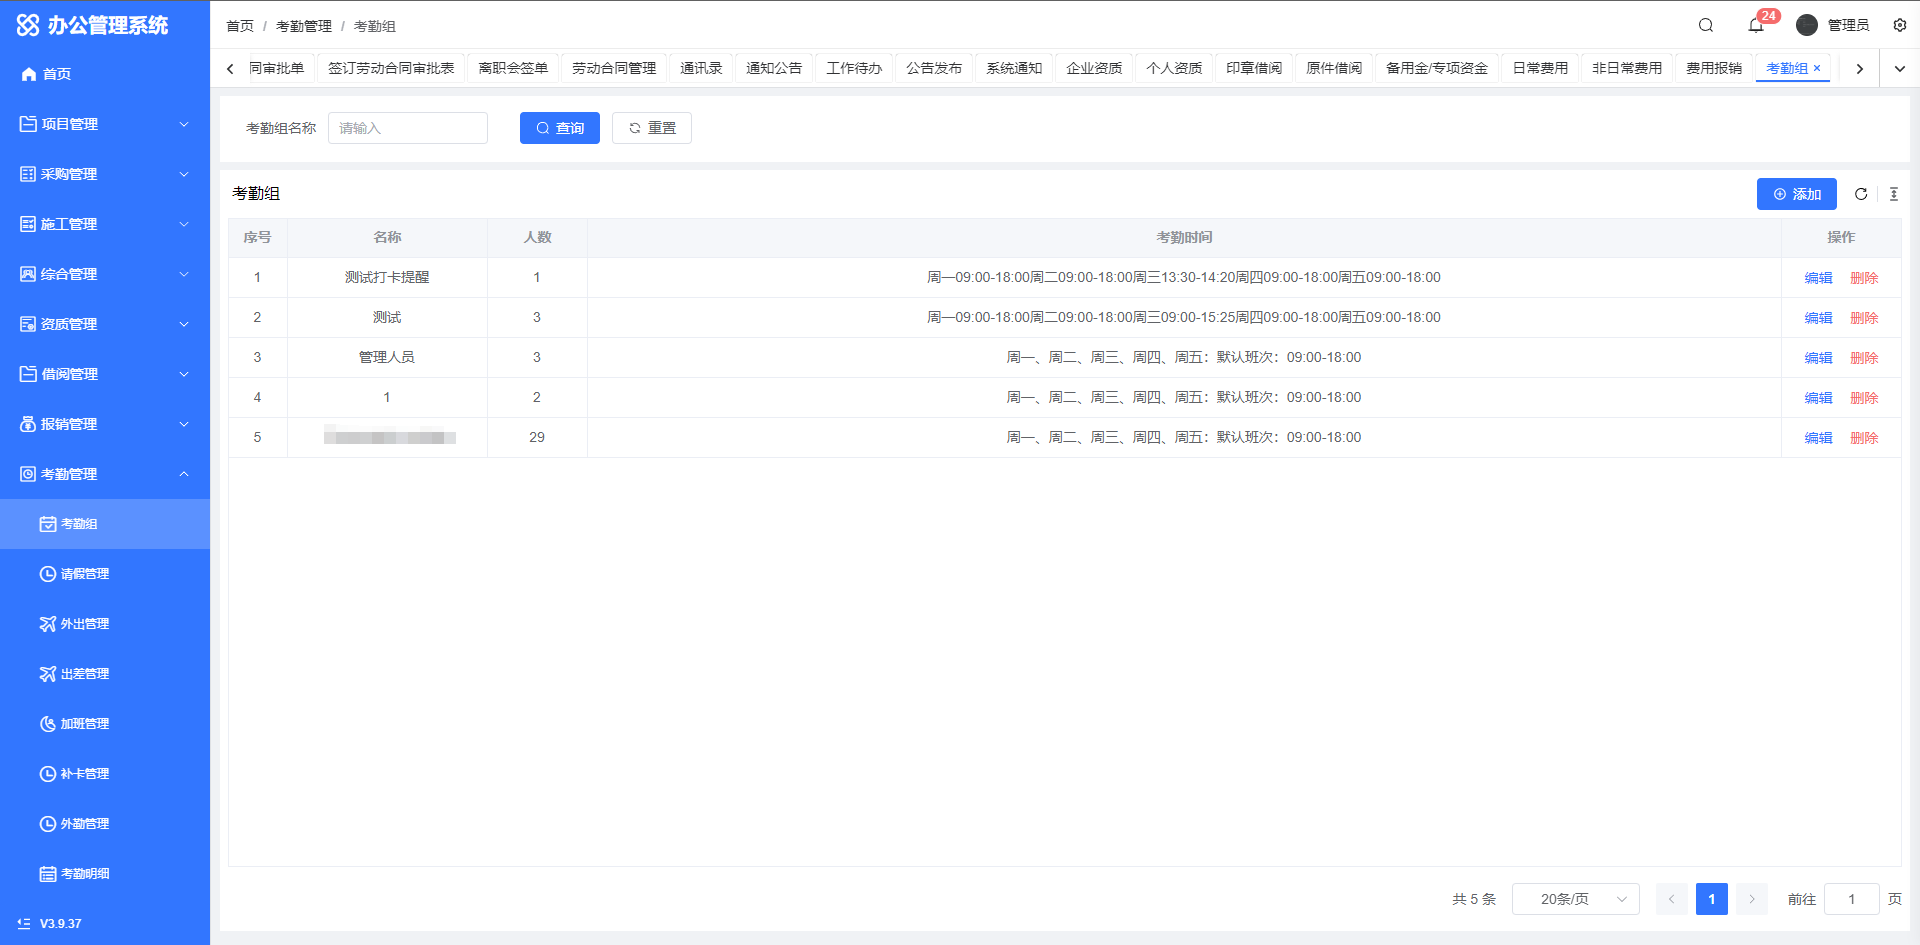 办公管理系统
首页 / 考勤管理 / 考勤组
24
管理员
同审批单 签订劳动合同审批表 离职会签单 劳动合同管理 通讯录 通知公告 工作待办 公告发布 系统通知 企业资质 个人资质 印章借阅 原件借阅 备用金/专项资金 日常费用 非日常费用 费用报销 考勤组 ×
首页
项目管理
采购管理
施工管理
综合管理
资质管理
借阅管理
报销管理
考勤管理
考勤组
请假管理
外出管理
出差管理
加班管理
补卡管理
外勤管理
考勤明细
V3.9.37
考勤组名称 请输入 查询 重置
考勤组
添加
序号 名称 人数 考勤时间 操作
1 测试打卡提醒 1 周一09:00-18:00周二09:00-18:00周三13:30-14:20周四09:00-18:00周五09:00-18:00 编辑 删除
2 测试 3 周一09:00-18:00周二09:00-18:00周三09:00-15:25周四09:00-18:00周五09:00-18:00 编辑 删除
3 管理人员 3 周一、周二、周三、周四、周五：默认班次：09:00-18:00 编辑 删除
4 1 2 周一、周二、周三、周四、周五：默认班次：09:00-18:00 编辑 删除
5 29 周一、周二、周三、周四、周五：默认班次：09:00-18:00 编辑 删除
共 5 条 20条/页 1 前往 1 页